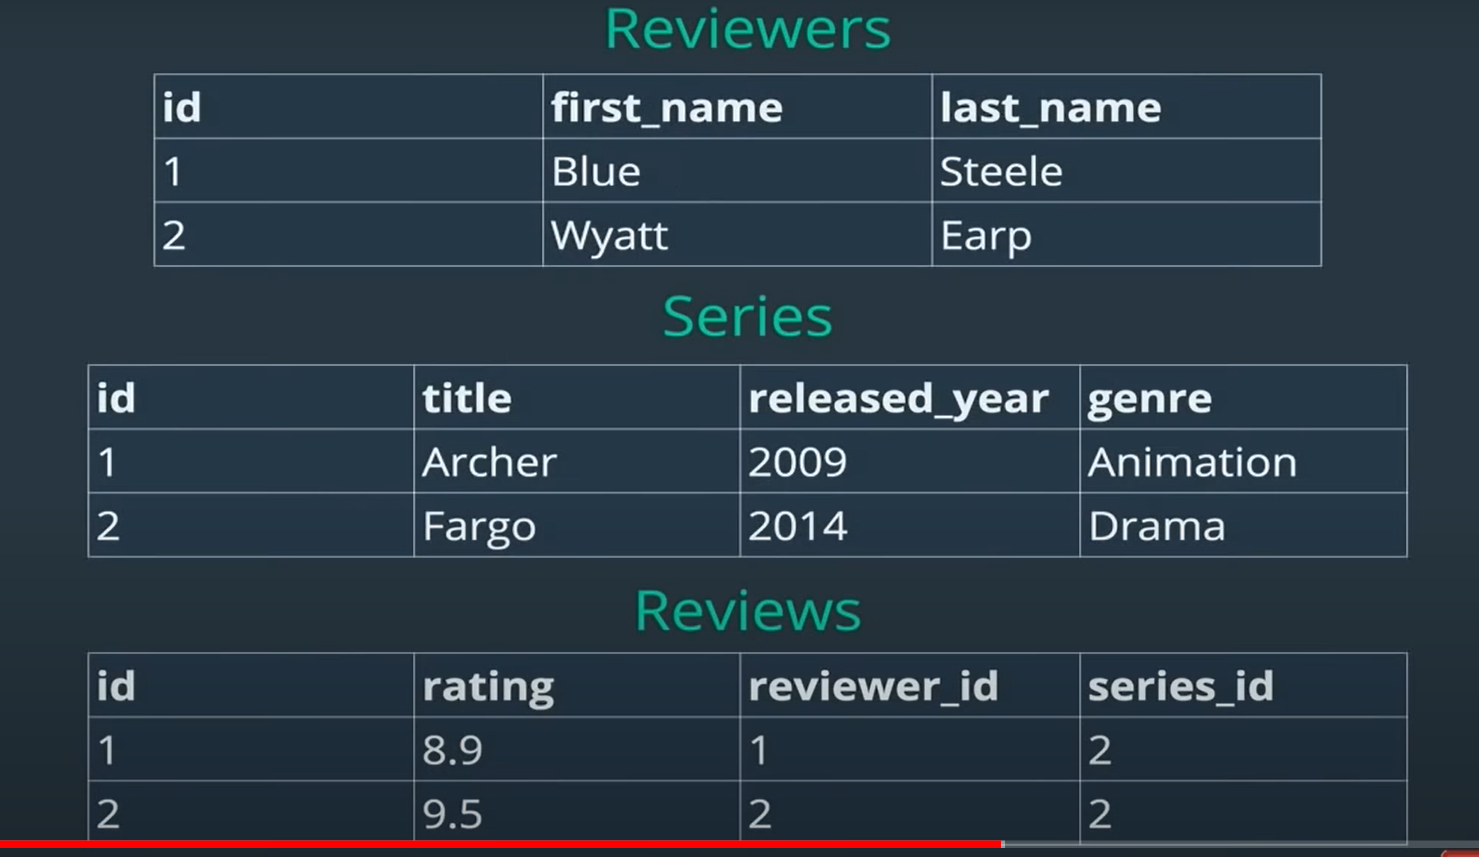 Reviewers
id first_name last_name
1 Blue Steele
2 Wyatt Earp
Series
id title released_year genre
1 Archer 2009 Animation
2 Fargo 2014 Drama
Reviews
id rating reviewer_id series_id
1 8.9 1 2
2 9.5 2 2